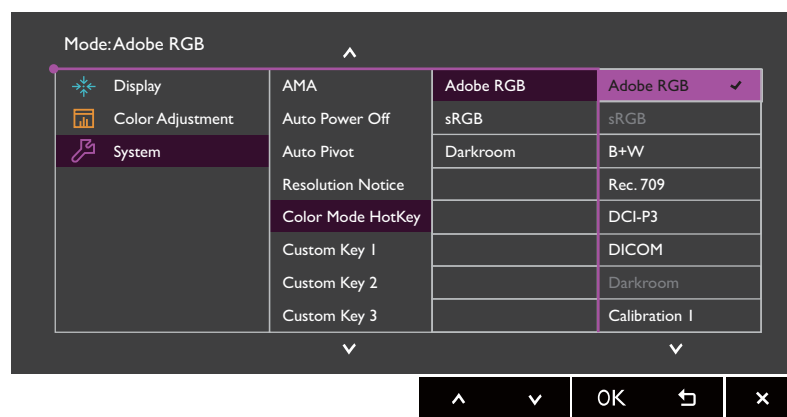 Mode: Adobe RGB
Display
Color Adjustment
System
AMA
Auto Power Off
Auto Pivot
Resolution Notice
Color Mode HotKey
Custom Key 1
Custom Key 2
Custom Key 3
Adobe RGB
sRGB
Darkroom
Adobe RGB
sRGB
B+W
Rec. 709
DCI-P3
DICOM
Darkroom
Calibration 1
OK